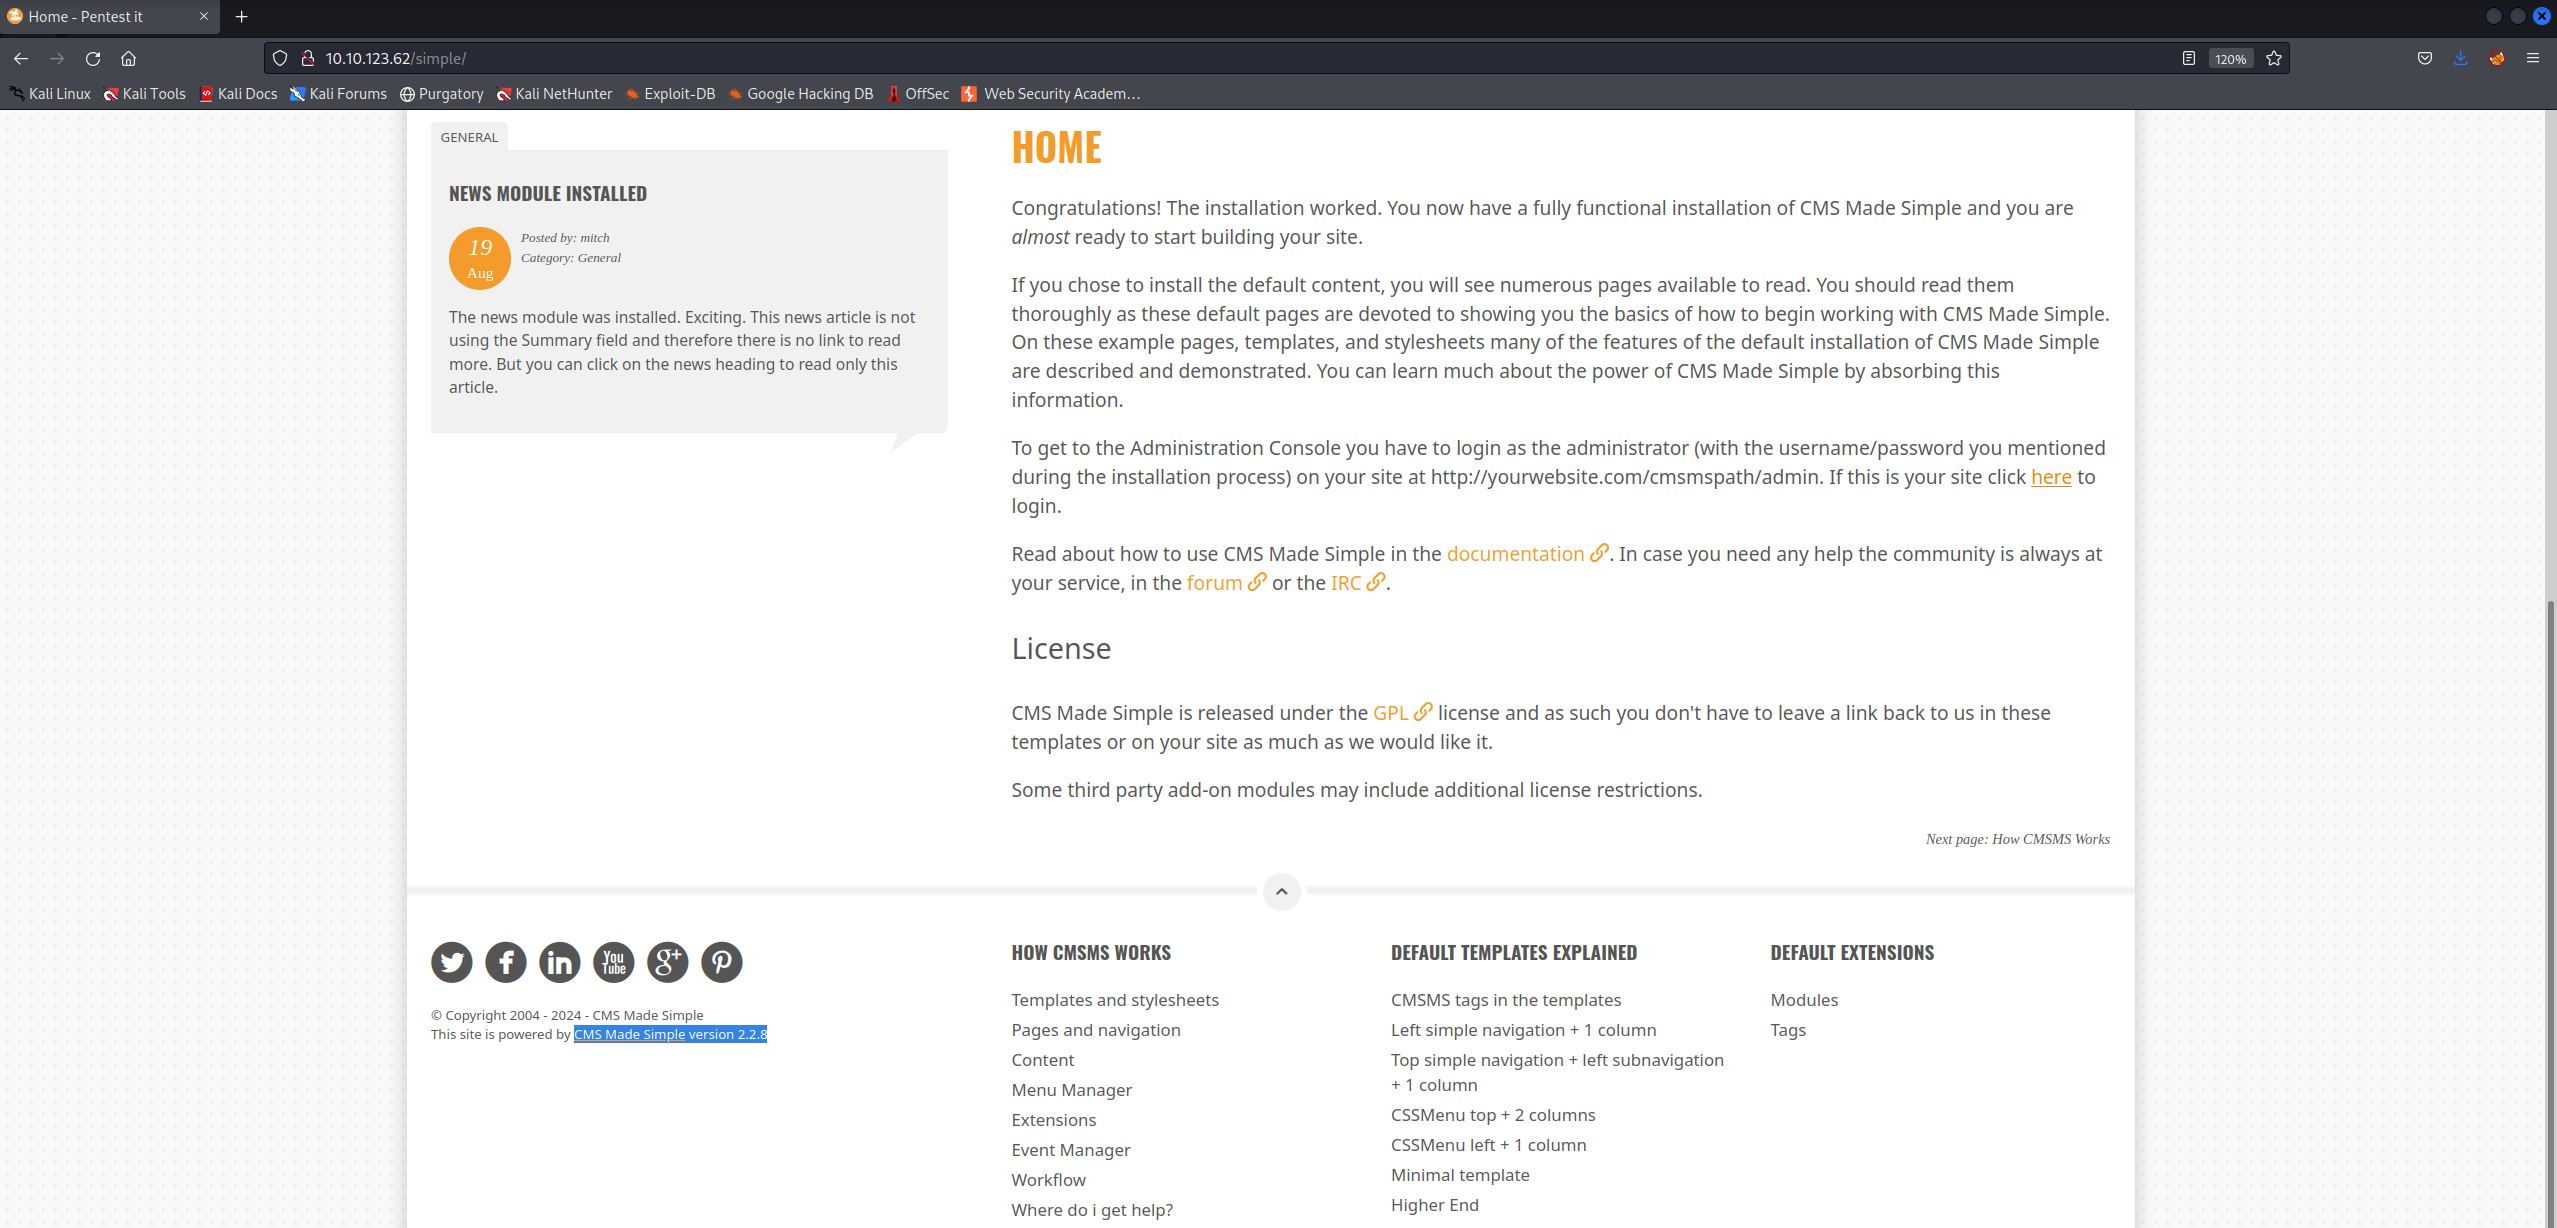 Home - Pentest it
10.10.123.62/simple/
120%
Kali Linux Kali Tools Kali Docs Kali Forums Purgatory Kali NetHunter Exploit-DB Google Hacking DB OffSec Web Security Academ…
GENERAL
NEWS MODULE INSTALLED
19
Aug
Posted by: mitch
Category: General
The news module was installed. Exciting. This news article is not
using the Summary field and therefore there is no link to read
more. But you can click on the news heading to read only this
article.
HOME
Congratulations! The installation worked. You now have a fully functional installation of CMS Made Simple and you are
almost ready to start building your site.
If you chose to install the default content, you will see numerous pages available to read. You should read them
thoroughly as these default pages are devoted to showing you the basics of how to begin working with CMS Made Simple.
On these example pages, templates, and stylesheets many of the features of the default installation of CMS Made Simple
are described and demonstrated. You can learn much about the power of CMS Made Simple by absorbing this
information.
To get to the Administration Console you have to login as the administrator (with the username/password you mentioned
during the installation process) on your site at http://yourwebsite.com/cmsmspath/admin. If this is your site click here to
login.
Read about how to use CMS Made Simple in the documentation. In case you need any help the community is always at
your service, in the forum or the IRC.
License
CMS Made Simple is released under the GPL license and as such you don't have to leave a link back to us in these
templates or on your site as much as we would like it.
Some third party add-on modules may include additional license restrictions.
Next page: How CMSMS Works
You
Tube
g+
© Copyright 2004 - 2024 - CMS Made Simple
This site is powered by CMS Made Simple version 2.2.8
HOW CMSMS WORKS
Templates and stylesheets
Pages and navigation
Content
Menu Manager
Extensions
Event Manager
Workflow
Where do i get help?
DEFAULT TEMPLATES EXPLAINED
CMSMS tags in the templates
Left simple navigation + 1 column
Top simple navigation + left subnavigation
+ 1 column
CSSMenu top + 2 columns
CSSMenu left + 1 column
Minimal template
Higher End
DEFAULT EXTENSIONS
Modules
Tags